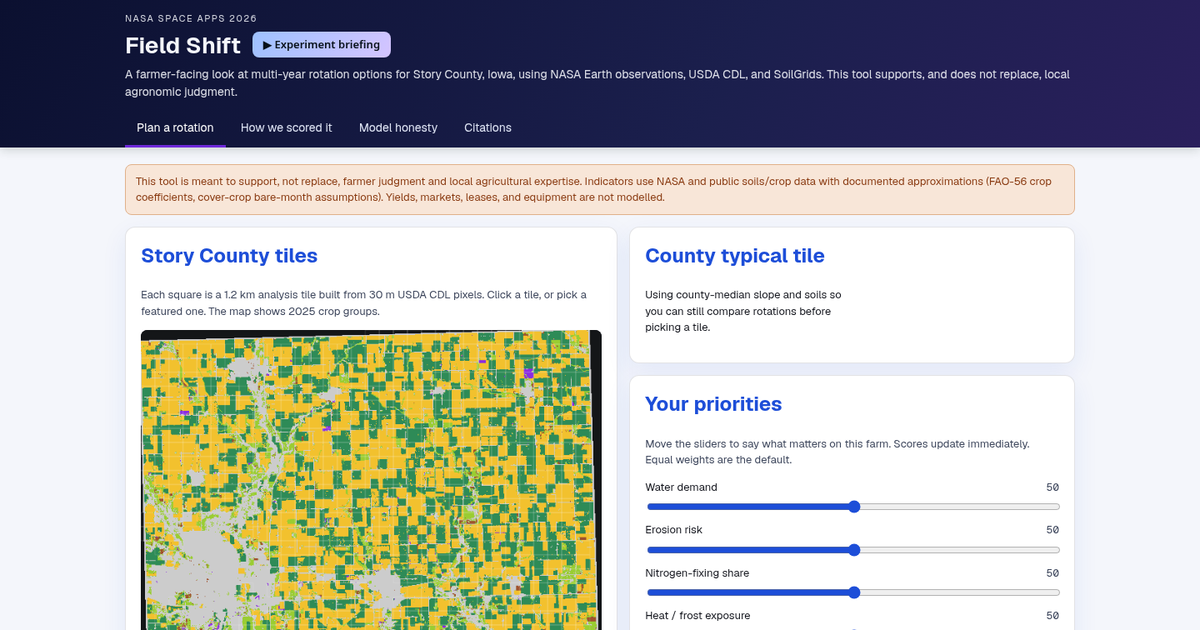 NASA SPACE APPS 2026
Field Shift
▶ Experiment briefing
A farmer-facing look at multi-year rotation options for Story County, Iowa, using NASA Earth observations, USDA CDL, and SoilGrids. This tool supports, and does not replace, local
agronomic judgment.
Plan a rotation
How we scored it
Model honesty
Citations
This tool is meant to support, not replace, farmer judgment and local agricultural expertise. Indicators use NASA and public soils/crop data with documented approximations (FAO-56 crop
coefficients, cover-crop bare-month assumptions). Yields, markets, leases, and equipment are not modelled.
Story County tiles
Each square is a 1.2 km analysis tile built from 30 m USDA CDL pixels. Click a tile, or pick a
featured one. The map shows 2025 crop groups.
County typical tile
Using county-median slope and soils so
you can still compare rotations before
picking a tile.
Your priorities
Move the sliders to say what matters on this farm. Scores update immediately.
Equal weights are the default.
Water demand 50
Erosion risk 50
Nitrogen-fixing share 50
Heat / frost exposure 50